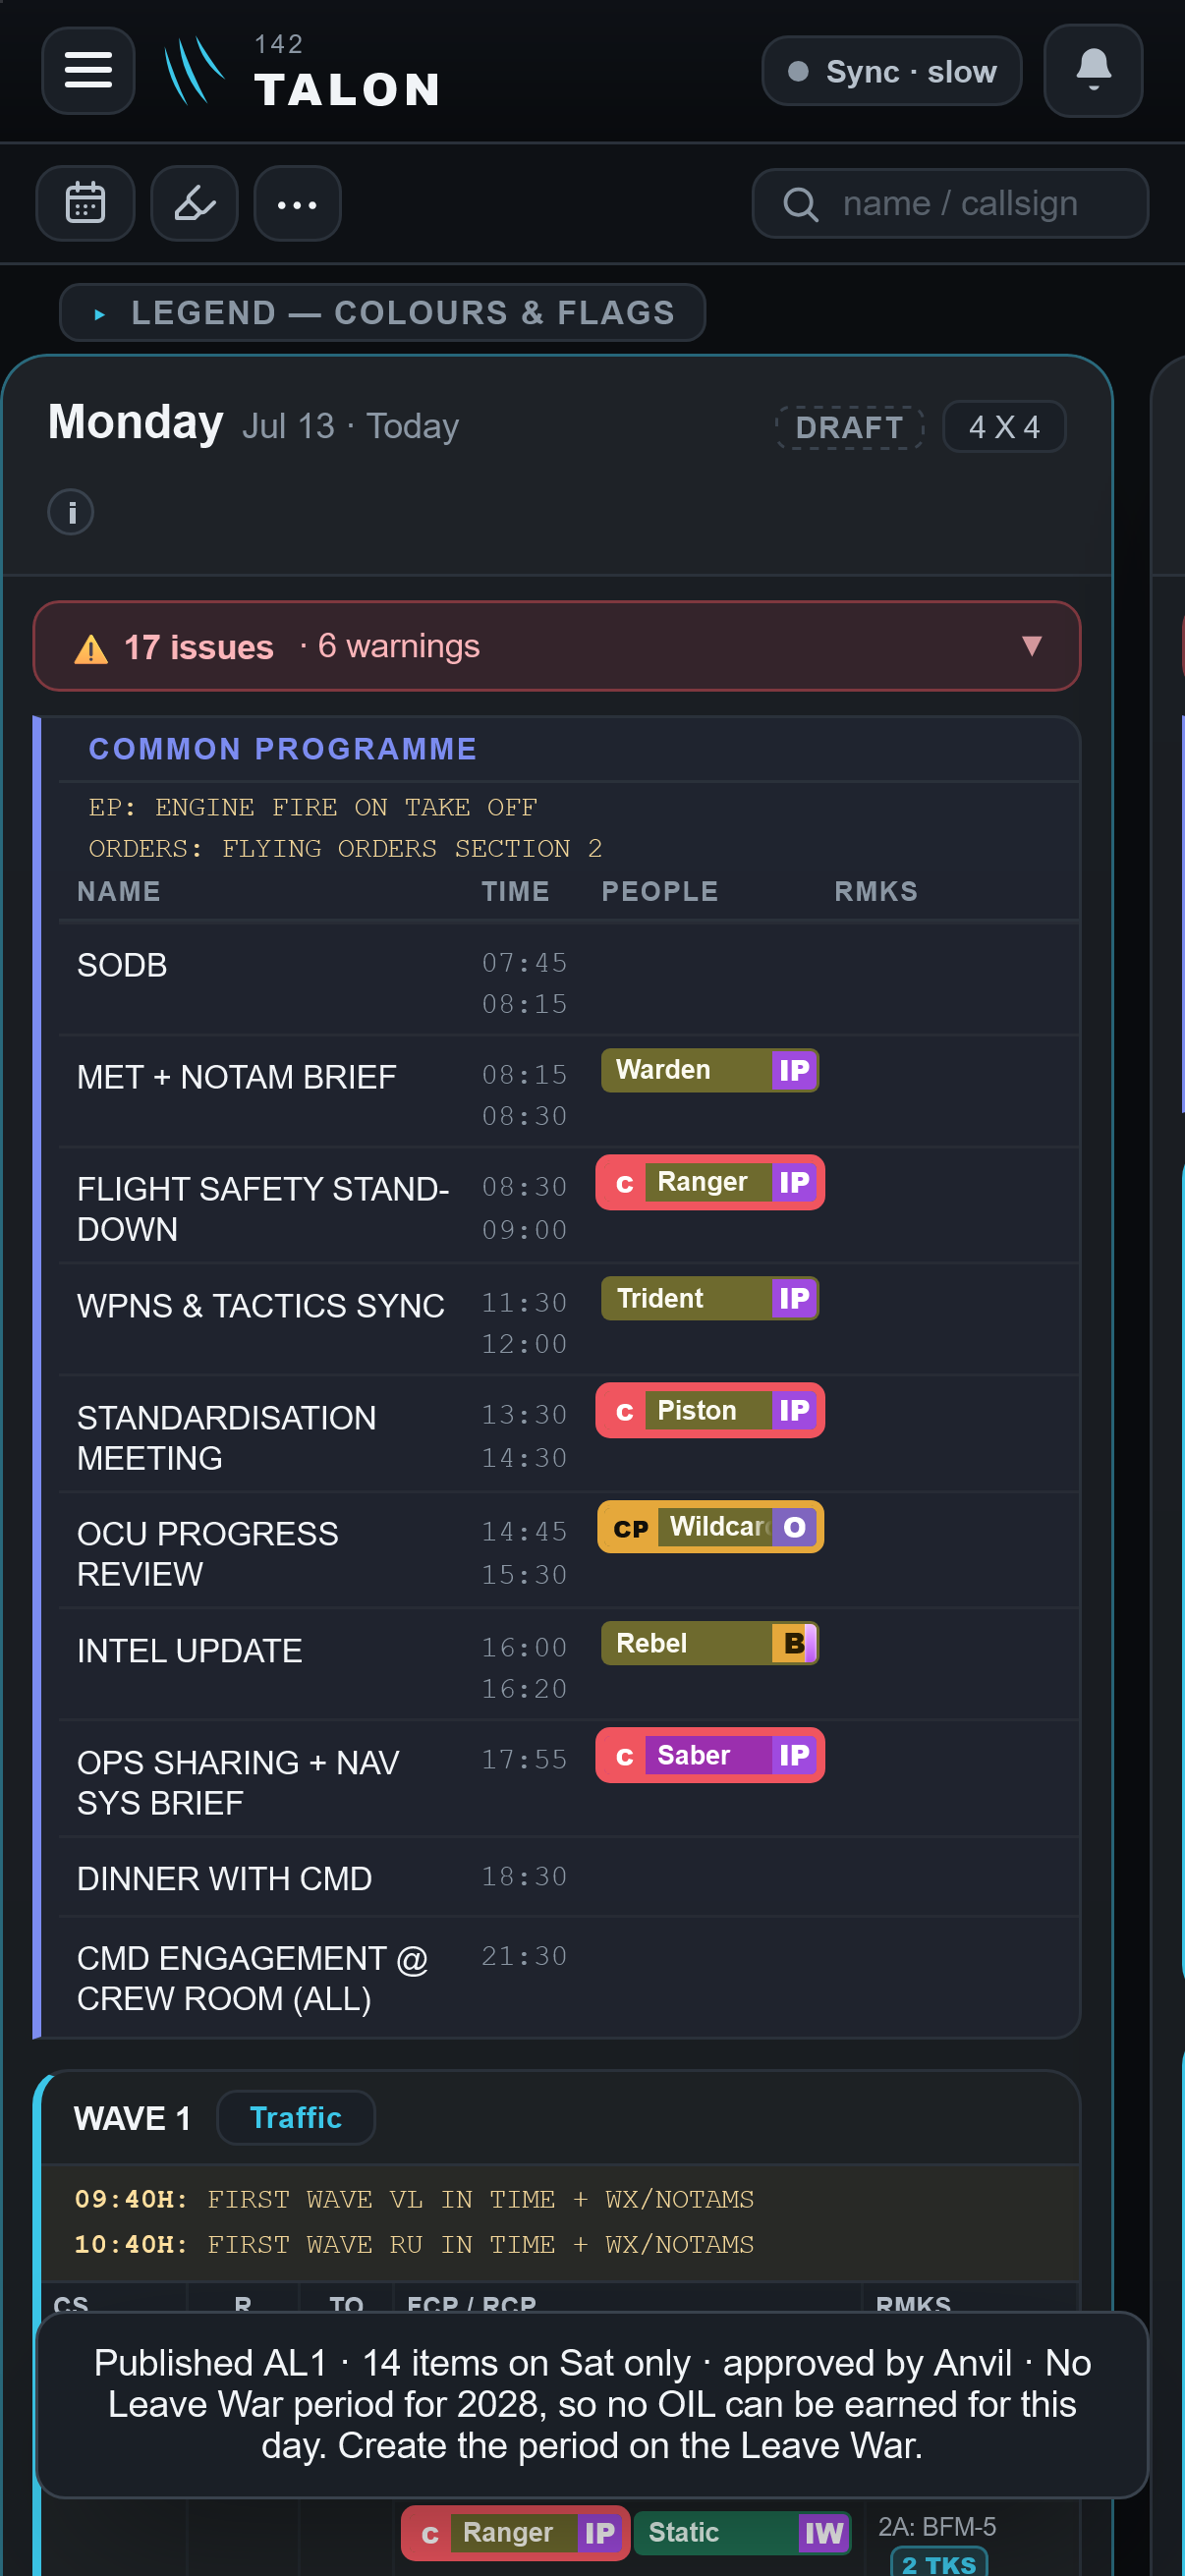 142
TALON
Sync · slow
name / callsign
LEGEND — COLOURS & FLAGS
Monday Jul 13 · Today DRAFT 4 X 4
i
17 issues · 6 warnings
COMMON PROGRAMME
EP: ENGINE FIRE ON TAKE OFF
ORDERS: FLYING ORDERS SECTION 2
NAME TIME PEOPLE RMKS
SODB 07:45
08:15
MET + NOTAM BRIEF 08:15 Warden IP
08:30
FLIGHT SAFETY STAND- 08:30 C Ranger IP
DOWN 09:00
WPNS & TACTICS SYNC 11:30 Trident IP
12:00
STANDARDISATION 13:30 C Piston IP
MEETING 14:30
OCU PROGRESS 14:45 CP Wildcard O
REVIEW 15:30
INTEL UPDATE 16:00 Rebel B
16:20
OPS SHARING + NAV 17:55 C Saber IP
SYS BRIEF
DINNER WITH CMD 18:30
CMD ENGAGEMENT @ 21:30
CREW ROOM (ALL)
WAVE 1 Traffic
09:40H: FIRST WAVE VL IN TIME + WX/NOTAMS
10:40H: FIRST WAVE RU IN TIME + WX/NOTAMS
CS R TO FCP / RCP RMKS
Published AL1 · 14 items on Sat only · approved by Anvil · No
Leave War period for 2028, so no OIL can be earned for this
day. Create the period on the Leave War.
C Ranger IP Static IW 2A: BFM-5
2 TKS